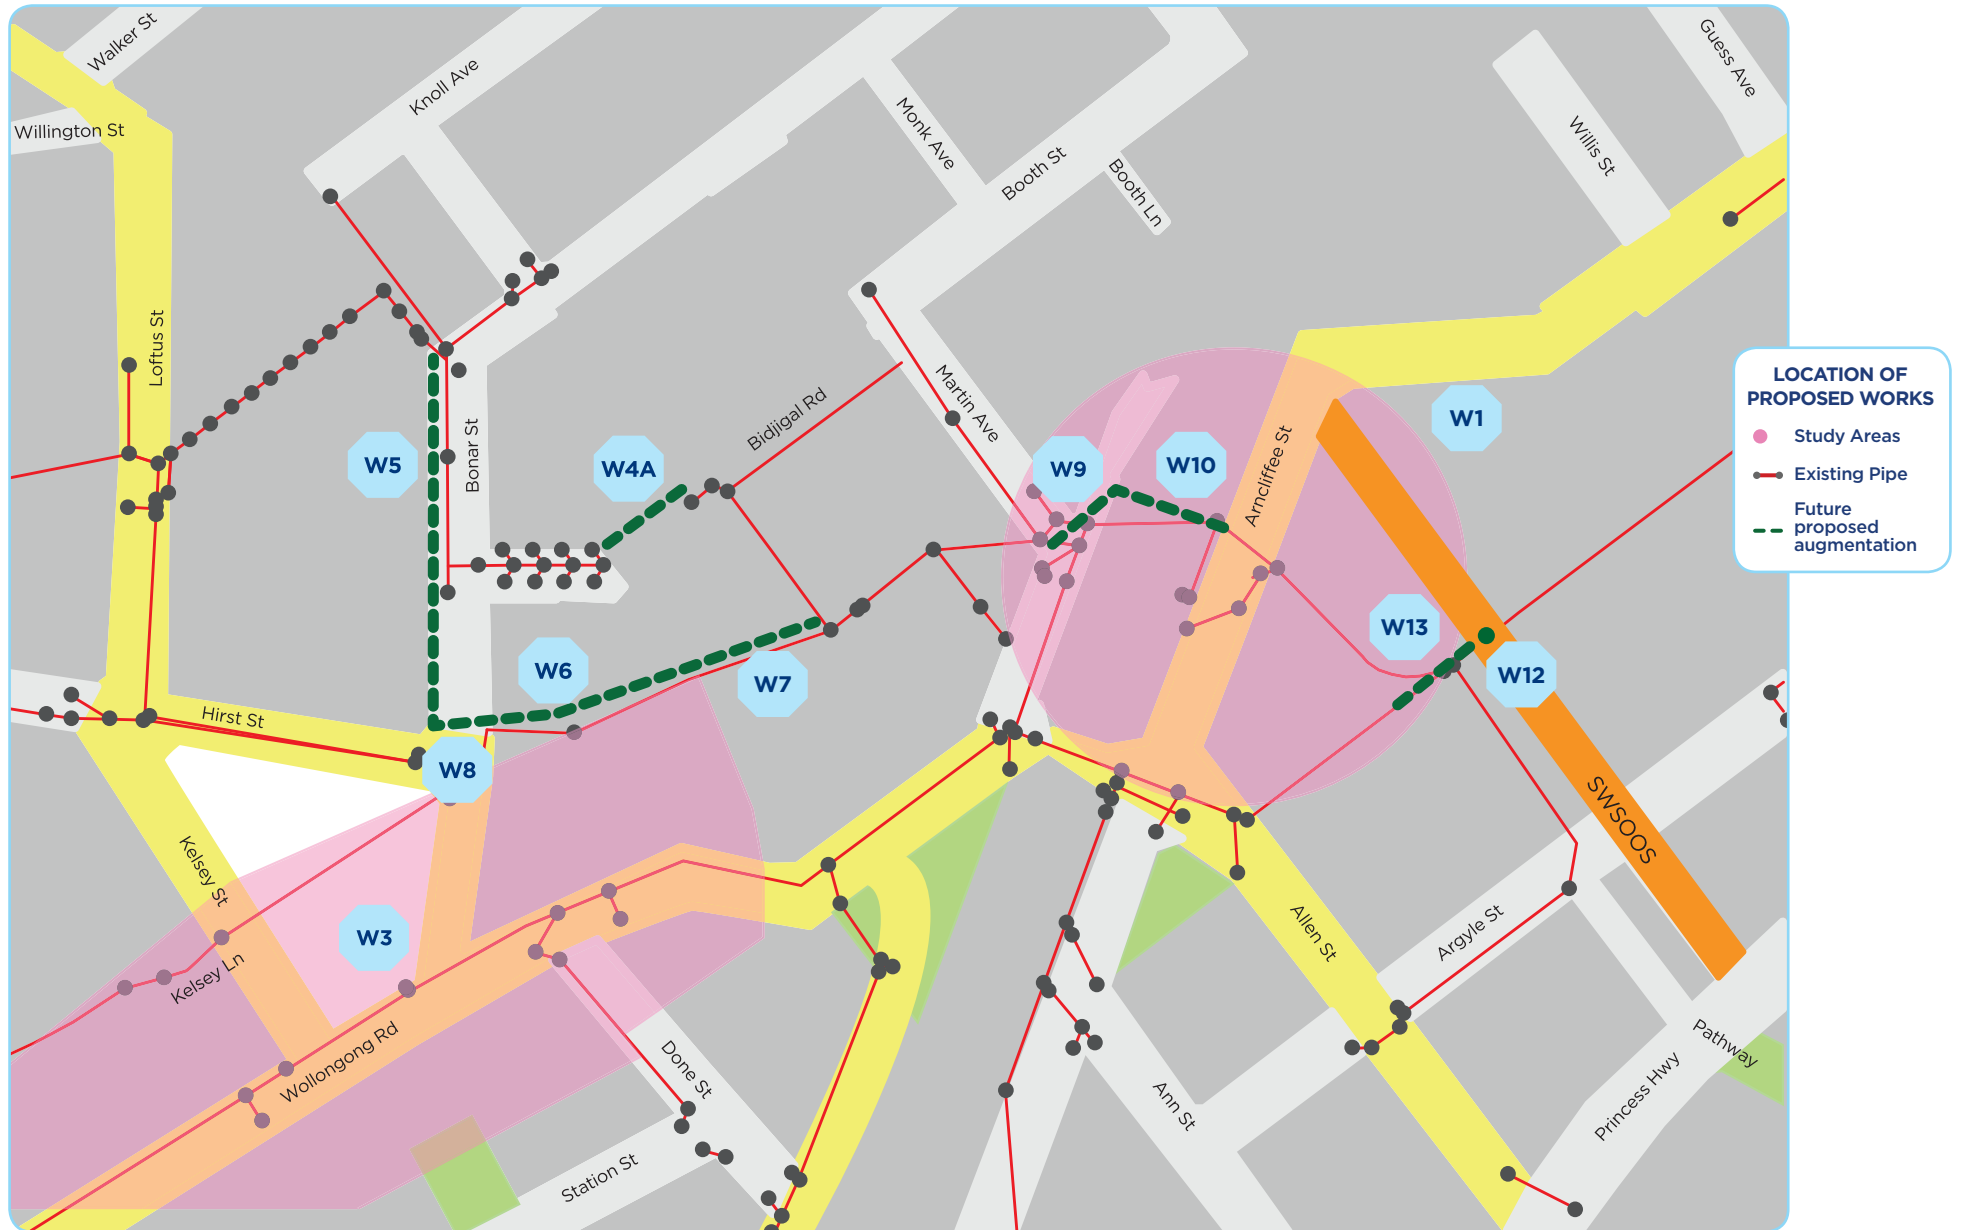 Walker St
Knoll Ave
Guess Ave
Willington St
Monk Ave
Willis St
Booth St
Booth Ln
Loftus St
LOCATION OF
PROPOSED WORKS
Study Areas
Existing Pipe
Future
proposed
augmentation
Martin Ave
Bidjigal Rd
W1
Bonar St
W5
W4A
W9
W10
Arncliffee St
W13
W6
W7
W12
Hirst St
W8
SWSOOS
Kelsey St
W3
Kelsey Ln
Allen St
Argyle St
Wollongong Rd
Done St
Pathway
Princess Hwy
Ann St
Station St